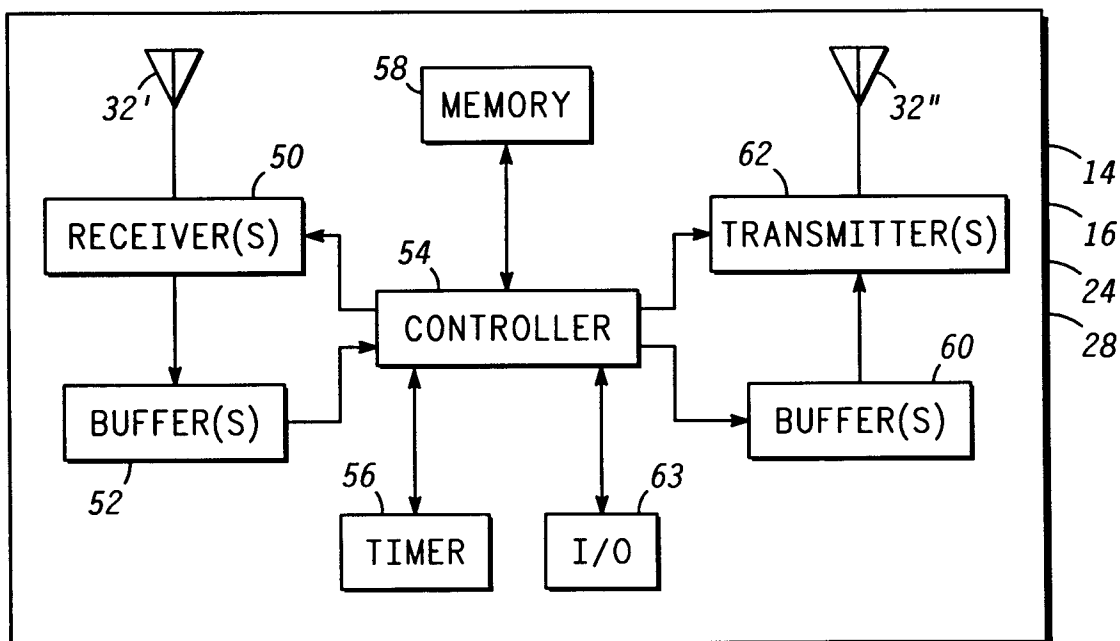 32'
58
MEMORY
32"
50
62
14
RECEIVER(S)
TRANSMITTER(S)
16
54
24
CONTROLLER
28
60
BUFFER(S)
BUFFER(S)
52
56
63
TIMER
I/O